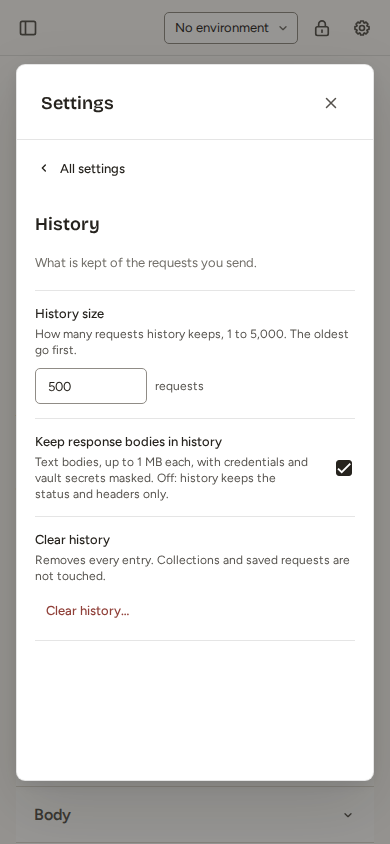 No environment
Settings
All settings
History
What is kept of the requests you send.
History size
How many requests history keeps, 1 to 5,000. The oldest
go first.
500 requests
Keep response bodies in history
Text bodies, up to 1 MB each, with credentials and
vault secrets masked. Off: history keeps the
status and headers only.
Clear history
Removes every entry. Collections and saved requests are
not touched.
Clear history...
Body